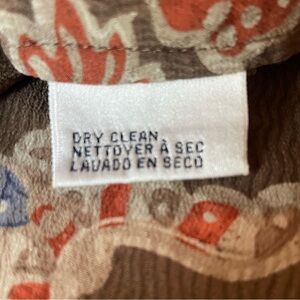 DRY CLEAN,
NETTOYER À SEC
LAVADO EN SECO